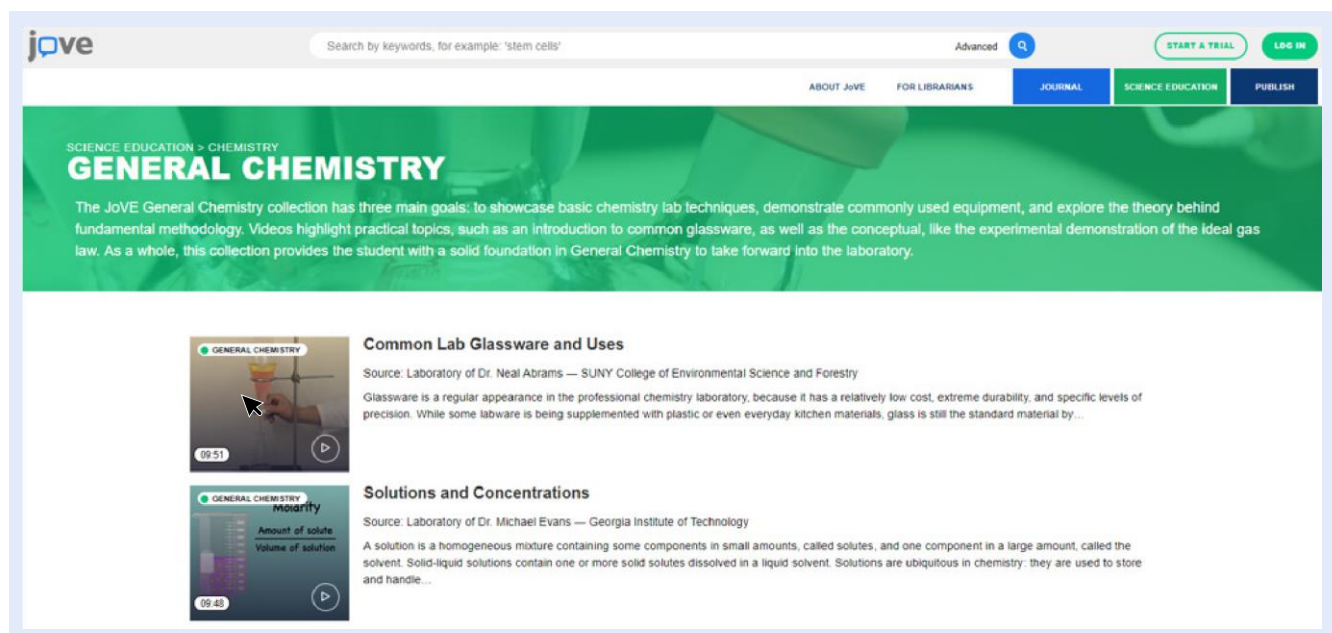 jove
Search by keywords, for example: 'stem cells'
Advanced
START A TRIAL
LOG IN
ABOUT JoVE
FOR LIBRARIANS
JOURNAL
SCIENCE EDUCATION
PUBLISH
SCIENCE EDUCATION > CHEMISTRY
GENERAL CHEMISTRY
The JoVE General Chemistry collection has three main goals: to showcase basic chemistry lab techniques, demonstrate commonly used equipment, and explore the theory behind
fundamental methodology. Videos highlight practical topics, such as an introduction to common glassware, as well as the conceptual, like the experimental demonstration of the ideal gas
law. As a whole, this collection provides the student with a solid foundation in General Chemistry to take forward into the laboratory.
GENERAL CHEMISTRY
09:51
Common Lab Glassware and Uses
Source: Laboratory of Dr. Neal Abrams — SUNY College of Environmental Science and Forestry
Glassware is a regular appearance in the professional chemistry laboratory, because it has a relatively low cost, extreme durability, and specific levels of
precision. While some labware is being supplemented with plastic or even everyday kitchen materials, glass is still the standard material by…
GENERAL CHEMISTRY
Molarity
Amount of solute
Volume of solution
09:48
Solutions and Concentrations
Source: Laboratory of Dr. Michael Evans — Georgia Institute of Technology
A solution is a homogeneous mixture containing some components in small amounts, called solutes, and one component in a large amount, called the
solvent. Solid-liquid solutions contain one or more solid solutes dissolved in a liquid solvent. Solutions are ubiquitous in chemistry: they are used to store
and handle…